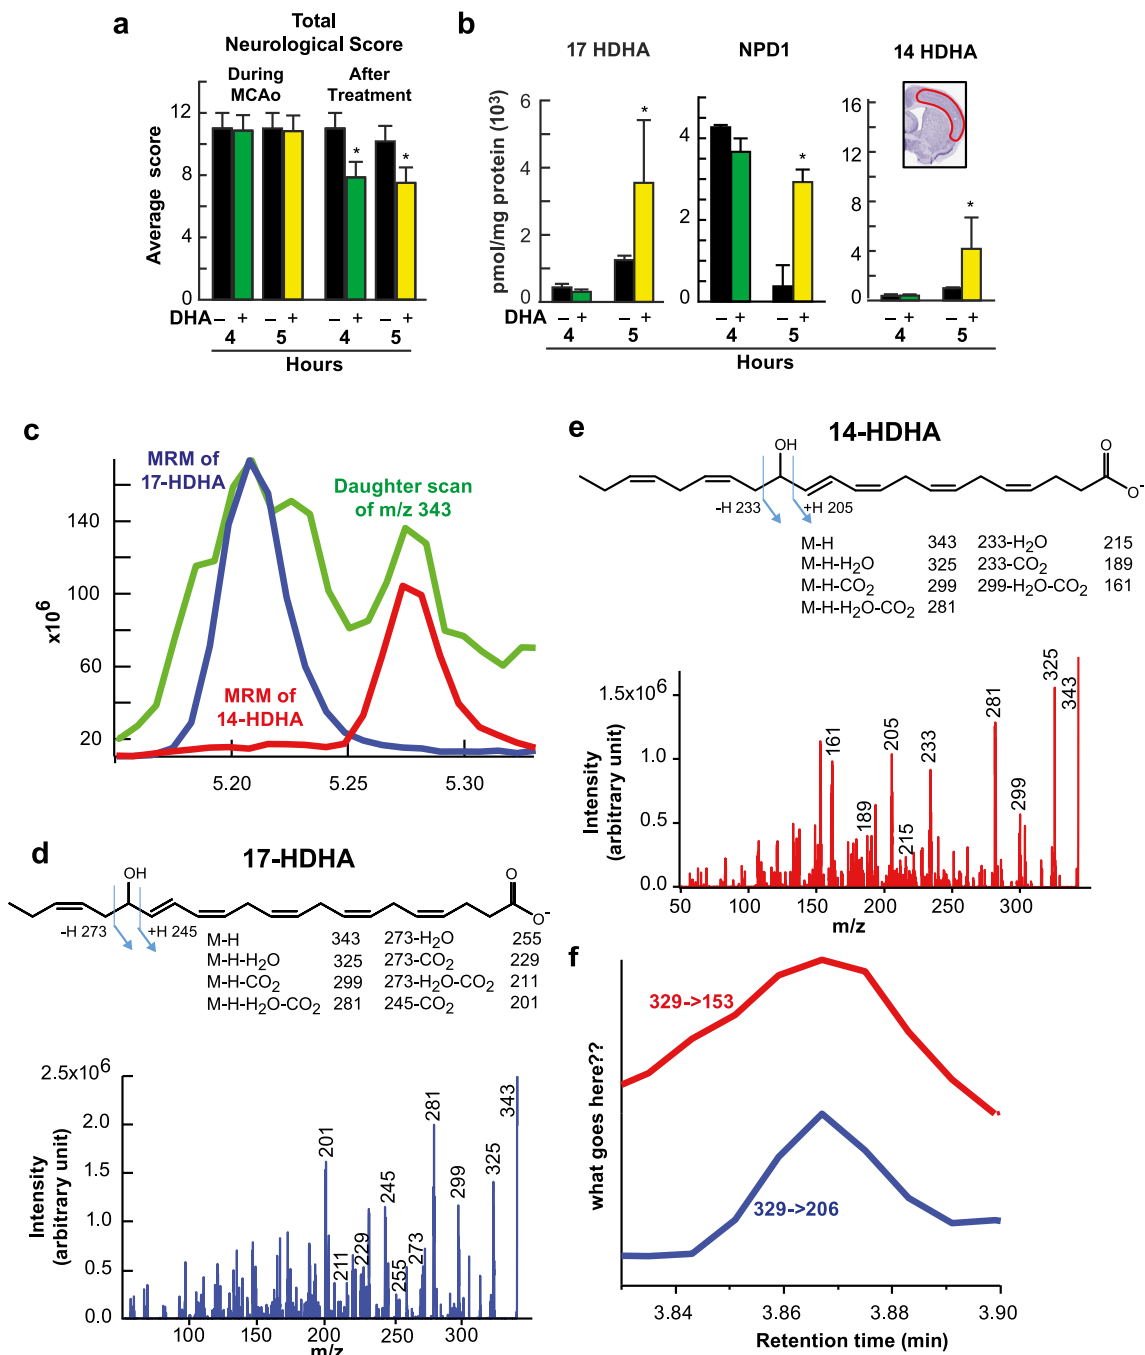 a
Total
Neurological Score
During
MCAo
After
Treatment
Average score
12
8
4
0
*
*
DHA – + – + – + – +
4 5 4 5
Hours
b
17 HDHA
NPD1
14 HDHA
pmol/mg protein (10³)
6
4
2
0
*
4
2
0
*
16
12
8
4
0
*
DHA – + – + – + – + – + – +
4 5 4 5 4 5
Hours
c
MRM of
17-HDHA
Daughter scan
of m/z 343
MRM of
14-HDHA
x10⁶
140
100
60
20
5.20 5.25 5.30
d
17-HDHA
OH
O
O⁻
–H 273
+H 245
M-H 343 273-H₂O 255
M-H-H₂O 325 273-CO₂ 229
M-H-CO₂ 299 273-H₂O-CO₂ 211
M-H-H₂O-CO₂ 281 245-CO₂ 201
Intensity
(arbitrary unit)
2.5x10⁶
2.0
1.5
1.0
0.5
0.0
201
211
229
245
255
273
281
299
325
343
100 150 200 250 300
m/z
e
14-HDHA
OH
O
O⁻
–H 233
+H 205
M-H 343 233-H₂O 215
M-H-H₂O 325 233-CO₂ 189
M-H-CO₂ 299 299-H₂O-CO₂ 161
M-H-H₂O-CO₂ 281
Intensity
(arbitrary unit)
1.5x10⁶
1.0
0.5
0.0
161
189
205
215
233
281
299
325
343
50 100 150 200 250 300
m/z
f
329->153
329->206
what goes here??
3.84 3.86 3.88 3.90
Retention time (min)